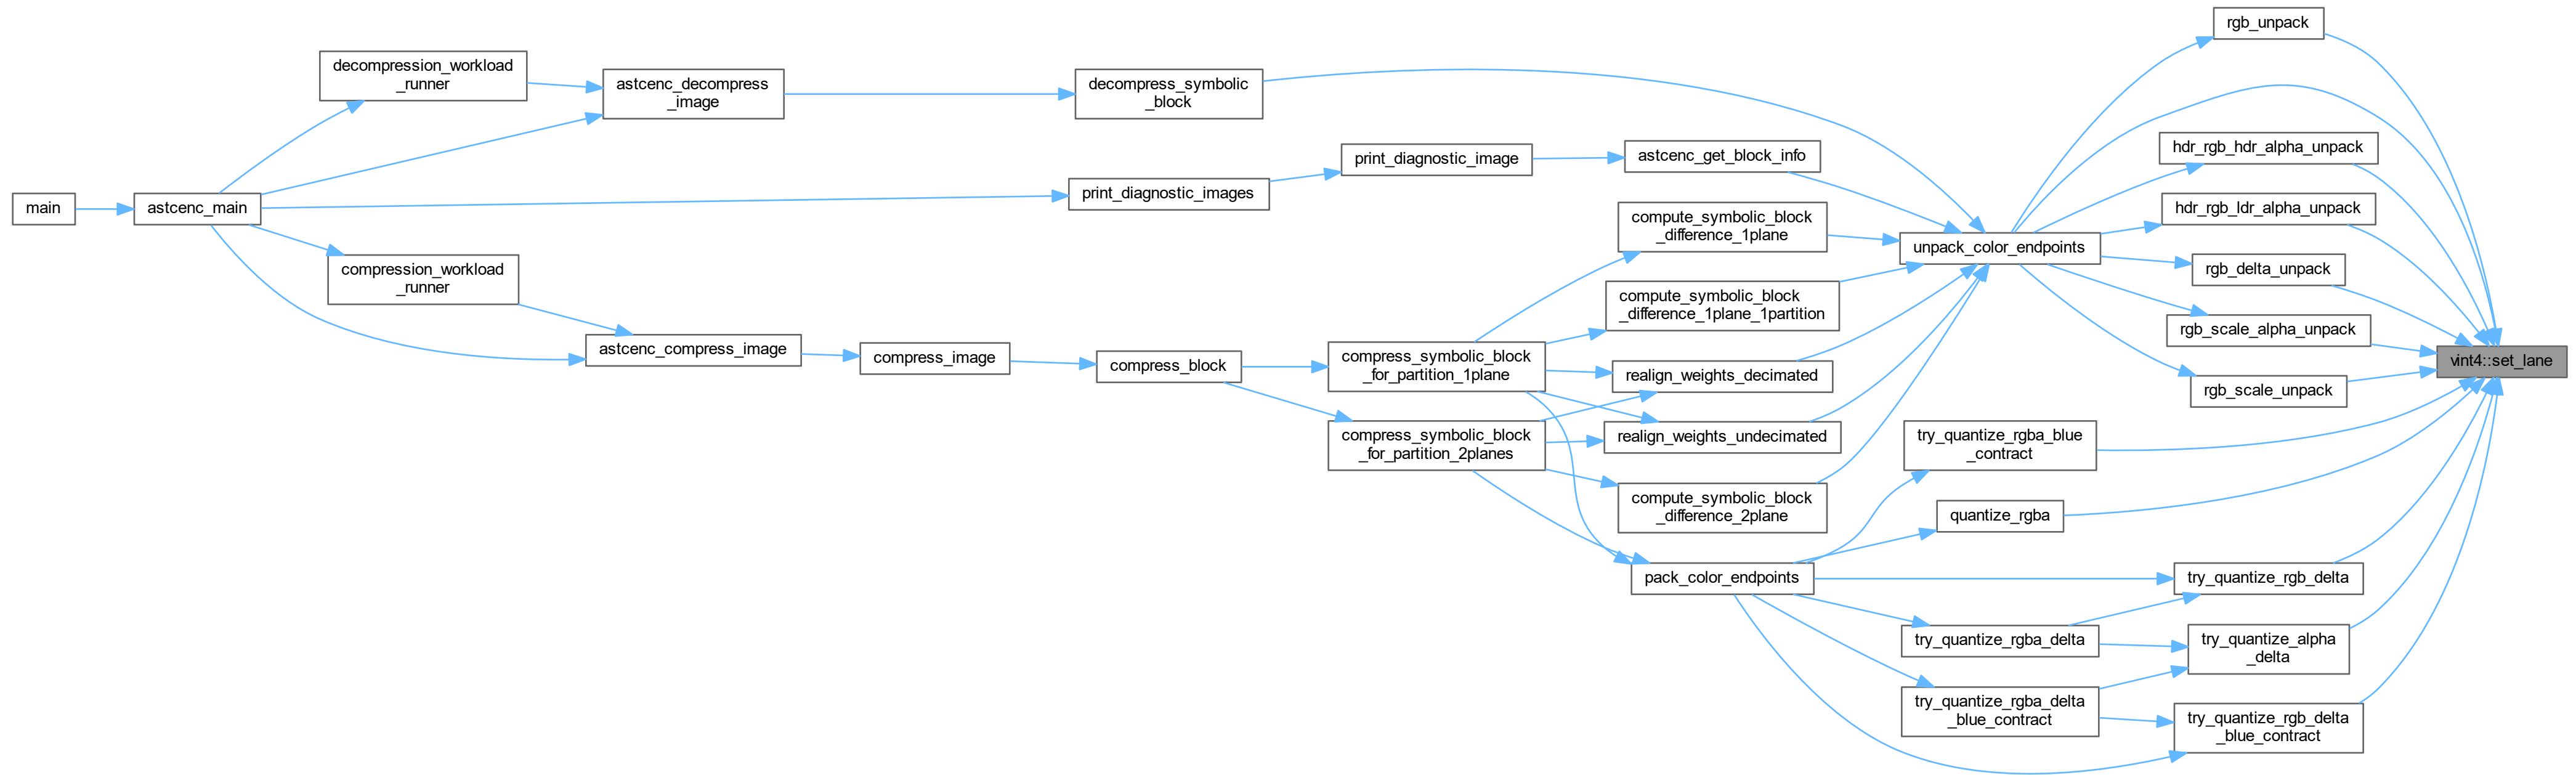 main
astcenc_main
decompression_workload
_runner
compression_workload
_runner
astcenc_decompress
_image
astcenc_compress_image
compress_image
decompress_symbolic
_block
print_diagnostic_images
compress_block
print_diagnostic_image
compress_symbolic_block
_for_partition_1plane
compress_symbolic_block
_for_partition_2planes
astcenc_get_block_info
compute_symbolic_block
_difference_1plane
compute_symbolic_block
_difference_1plane_1partition
realign_weights_decimated
realign_weights_undecimated
compute_symbolic_block
_difference_2plane
pack_color_endpoints
unpack_color_endpoints
try_quantize_rgba_blue
_contract
quantize_rgba
try_quantize_rgba_delta
try_quantize_rgba_delta
_blue_contract
rgb_unpack
hdr_rgb_hdr_alpha_unpack
hdr_rgb_ldr_alpha_unpack
rgb_delta_unpack
rgb_scale_alpha_unpack
rgb_scale_unpack
try_quantize_rgb_delta
try_quantize_alpha
_delta
try_quantize_rgb_delta
_blue_contract
vint4::set_lane